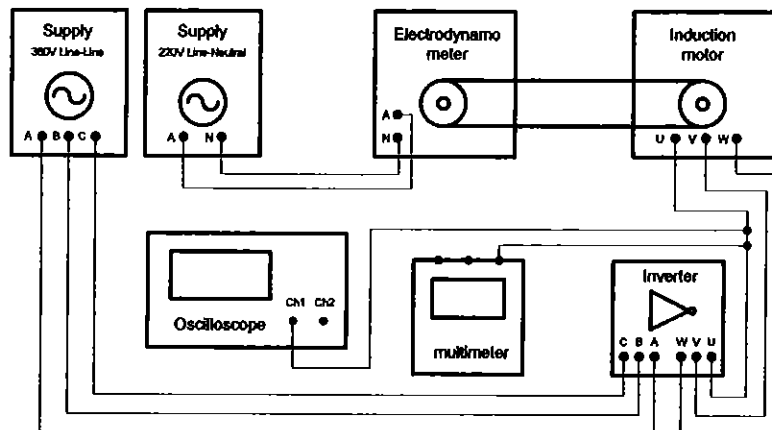 Supply
380V Line-Line
A B C
Supply
220V Line-Neutral
A N
Electrodynamo
meter
A
N
Induction
motor
U V W
Oscilloscope
Ch1 Ch2
multimeter
Inverter
C B A W V U